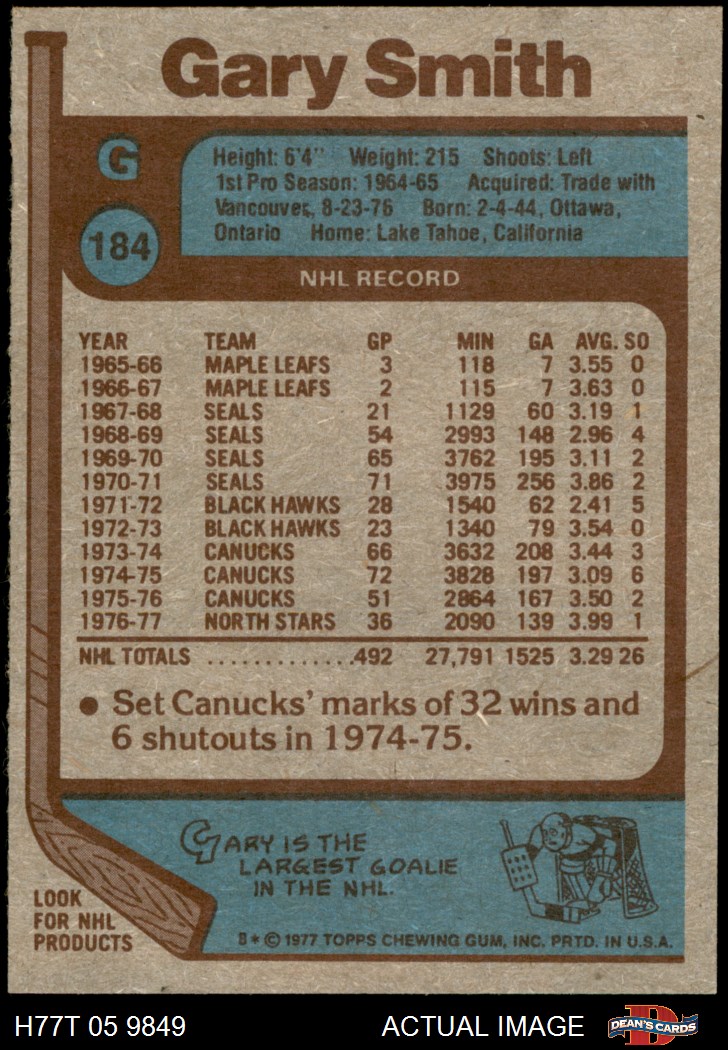 Gary Smith
G
184
Height: 6'4" Weight: 215 Shoots: Left
1st Pro Season: 1964-65 Acquired: Trade with
Vancouver, 8-23-76 Born: 2-4-44, Ottawa,
Ontario Home: Lake Tahoe, California
NHL RECORD
YEAR TEAM GP MIN GA AVG. SO
1965-66 MAPLE LEAFS 3 118 7 3.55 0
1966-67 MAPLE LEAFS 2 115 7 3.63 0
1967-68 SEALS 21 1129 60 3.19 1
1968-69 SEALS 54 2993 148 2.96 4
1969-70 SEALS 65 3762 195 3.11 2
1970-71 SEALS 71 3975 256 3.86 2
1971-72 BLACK HAWKS 28 1540 62 2.41 5
1972-73 BLACK HAWKS 23 1340 79 3.54 0
1973-74 CANUCKS 66 3632 208 3.44 3
1974-75 CANUCKS 72 3828 197 3.09 6
1975-76 CANUCKS 51 2864 167 3.50 2
1976-77 NORTH STARS 36 2090 139 3.99 1
NHL TOTALS .............492 27,791 1525 3.29 26
● Set Canucks' marks of 32 wins and
6 shutouts in 1974-75.
GARY IS THE
LARGEST GOALIE
IN THE NHL.
LOOK
FOR NHL
PRODUCTS
B * © 1977 TOPPS CHEWING GUM, INC. PRTD. IN U.S.A.
H77T 05 9849 ACTUAL IMAGE
DEAN'S CARDS